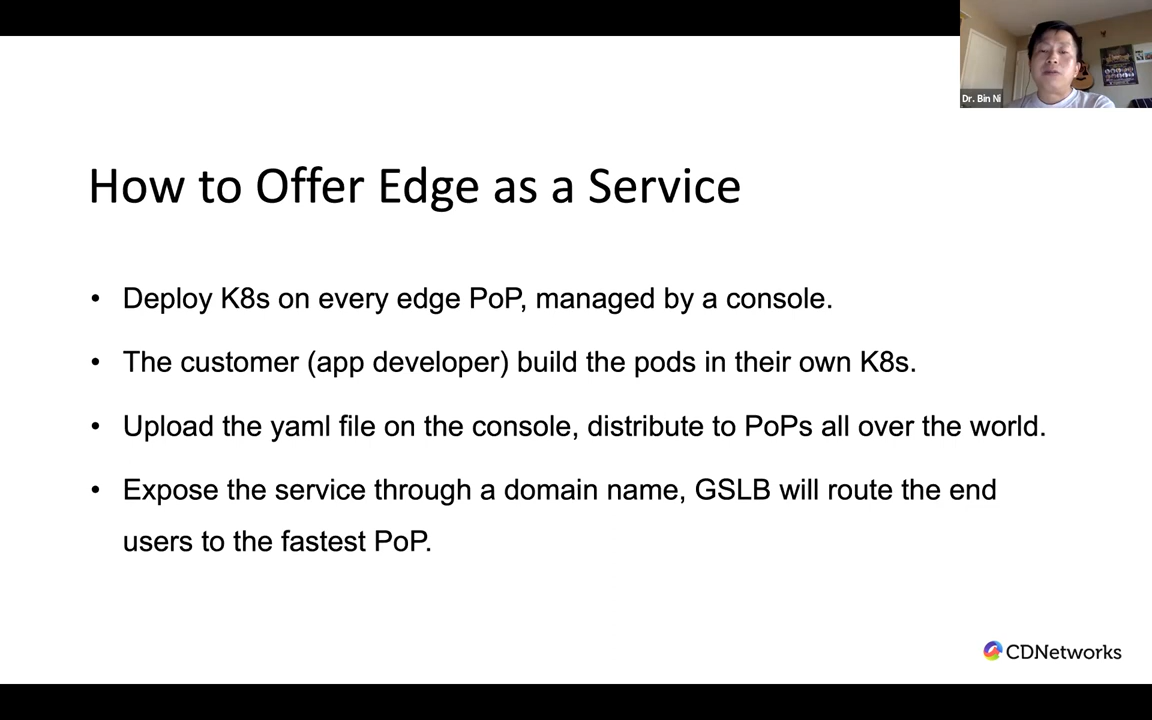 Dr. Bin Ni
How to Offer Edge as a Service
• Deploy K8s on every edge PoP, managed by a console.
• The customer (app developer) build the pods in their own K8s.
• Upload the yaml file on the console, distribute to PoPs all over the world.
• Expose the service through a domain name, GSLB will route the end
users to the fastest PoP.
CDNetworks